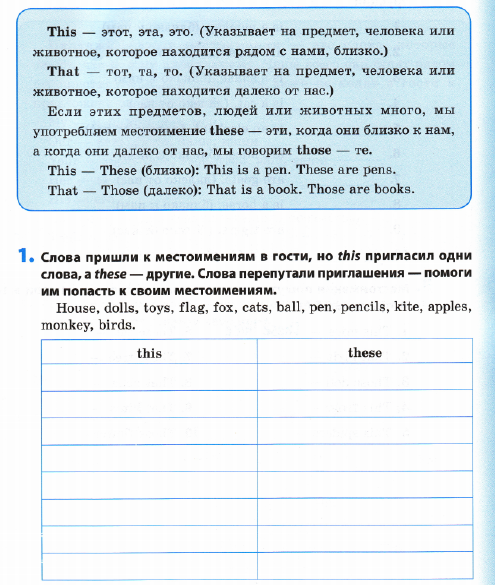 This — этот, эта, это. (Указывает на предмет, человека или
животное, которое находится рядом с нами, близко.)
That — тот, та, то. (Указывает на предмет, человека или
животное, которое находится далеко от нас.)
Если этих предметов, людей или животных много, мы
употребляем местоимение these — эти, когда они близко к нам,
а когда они далеко от нас, мы говорим those — те.
This — These (близко): This is a pen. These are pens.
That — Those (далеко): That is a book. Those are books.
1. Слова пришли к местоимениям в гости, но this пригласил одни
слова, а these — другие. Слова перепутали приглашения — помоги
им попасть к своим местоимениям.
House, dolls, toys, flag, fox, cats, ball, pen, pencils, kite, apples,
monkey, birds.
this these